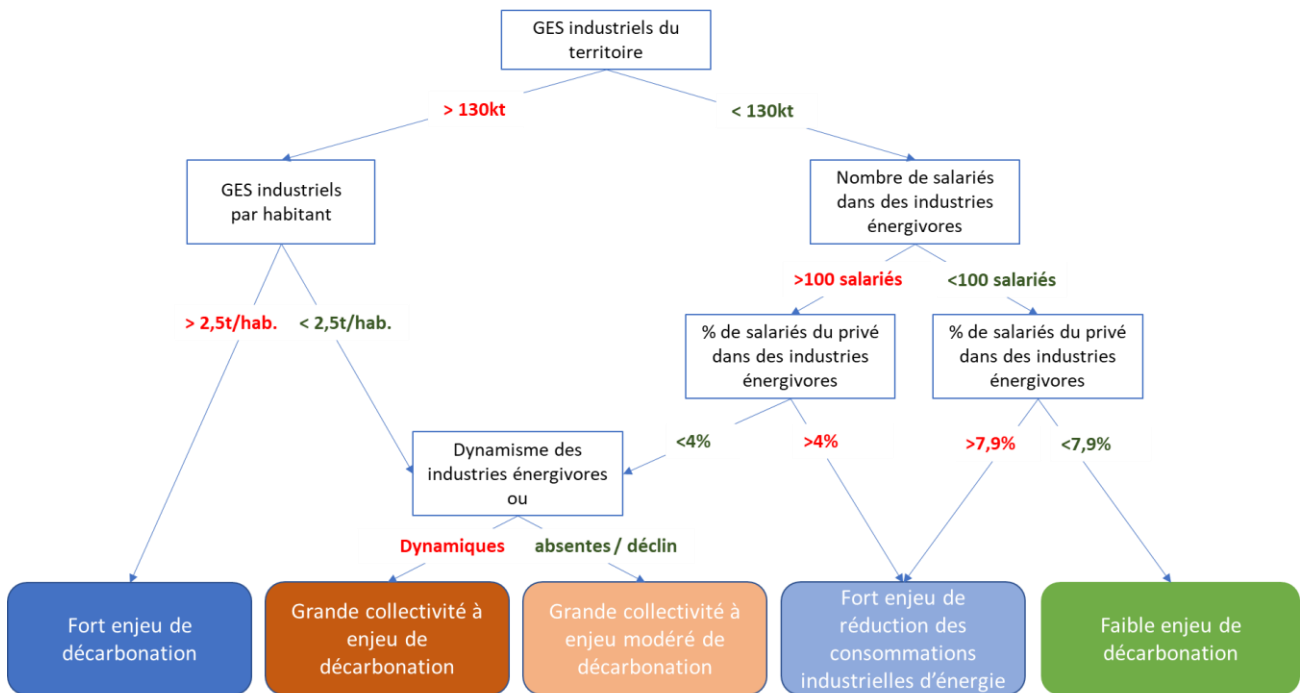 GES industriels du
territoire
> 130kt
< 130kt
GES industriels
par habitant
Nombre de salariés
dans des industries
énergivores
>100 salariés
<100 salariés
> 2,5t/hab.
< 2,5t/hab.
% de salariés du privé
dans des industries
énergivores
% de salariés du privé
dans des industries
énergivores
<4%
>4%
>7,9%
<7,9%
Dynamisme des
industries énergivores
ou
Dynamiques
absentes / déclin
Fort enjeu de
décarbonation
Grande collectivité à
enjeu de
décarbonation
Grande collectivité à
enjeu modéré de
décarbonation
Fort enjeu de
réduction des
consommations
industrielles d’énergie
Faible enjeu de
décarbonation